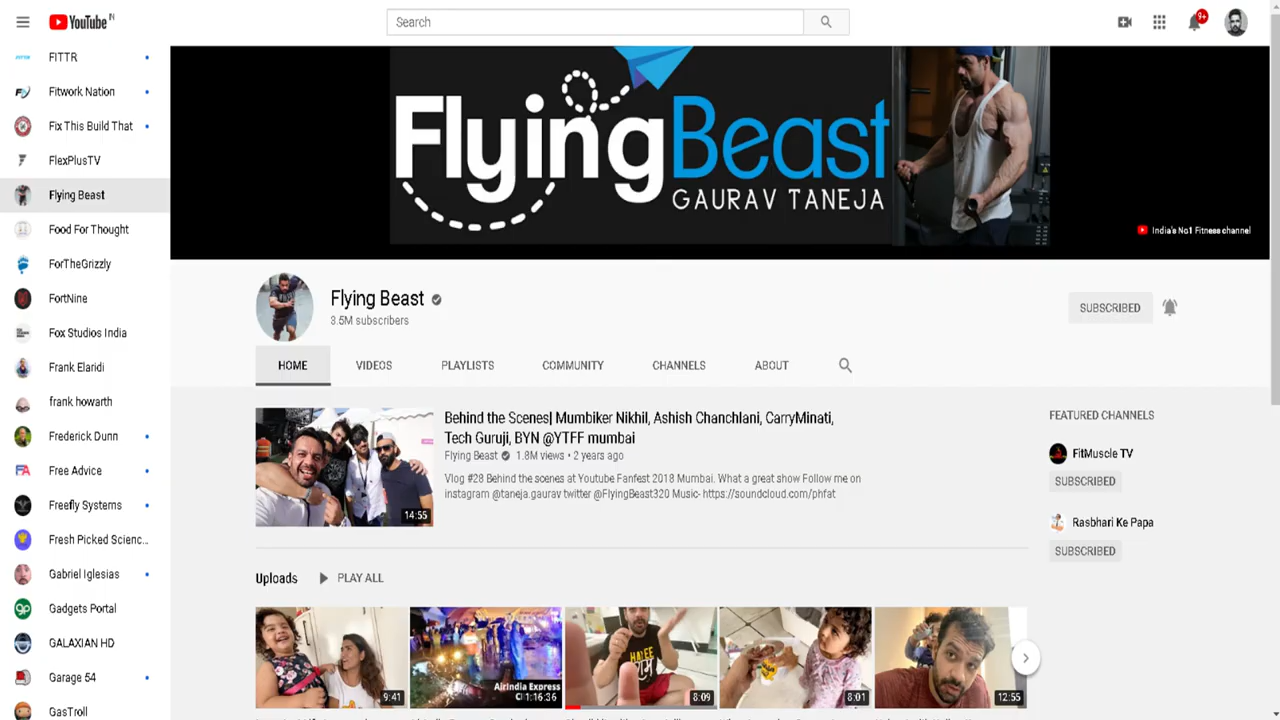 YouTube IN
Search
9+
FITTR
Fitwork Nation
Fix This Build That
FlexPlusTV
Flying Beast
Food For Thought
ForTheGrizzly
FortNine
Fox Studios India
Frank Elaridi
frank howarth
Frederick Dunn
Free Advice
Freefly Systems
Fresh Picked Scienc...
Gabriel Iglesias
Gadgets Portal
GALAXIAN HD
Garage 54
GasTroll
FlyingBeast
GAURAV TANEJA
India's No1 Fitness channel
Flying Beast
3.5M subscribers
SUBSCRIBED
HOME VIDEOS PLAYLISTS COMMUNITY CHANNELS ABOUT
Behind the Scenes| Mumbiker Nikhil, Ashish Chanchlani, CarryMinati,
Tech Guruji, BYN @YTFF mumbai
Flying Beast 1.8M views • 2 years ago
Vlog #28 Behind the scenes at Youtube Fanfest 2018 Mumbai. What a great show Follow me on
instagram @taneja.gaurav twitter @FlyingBeast320 Music- https://soundcloud.com/phfat
14:55
FEATURED CHANNELS
FitMuscle TV
SUBSCRIBED
Rasbhari Ke Papa
SUBSCRIBED
Uploads PLAY ALL
9:41
AirIndia Express
1:16:36
8:09
8:01
12:55